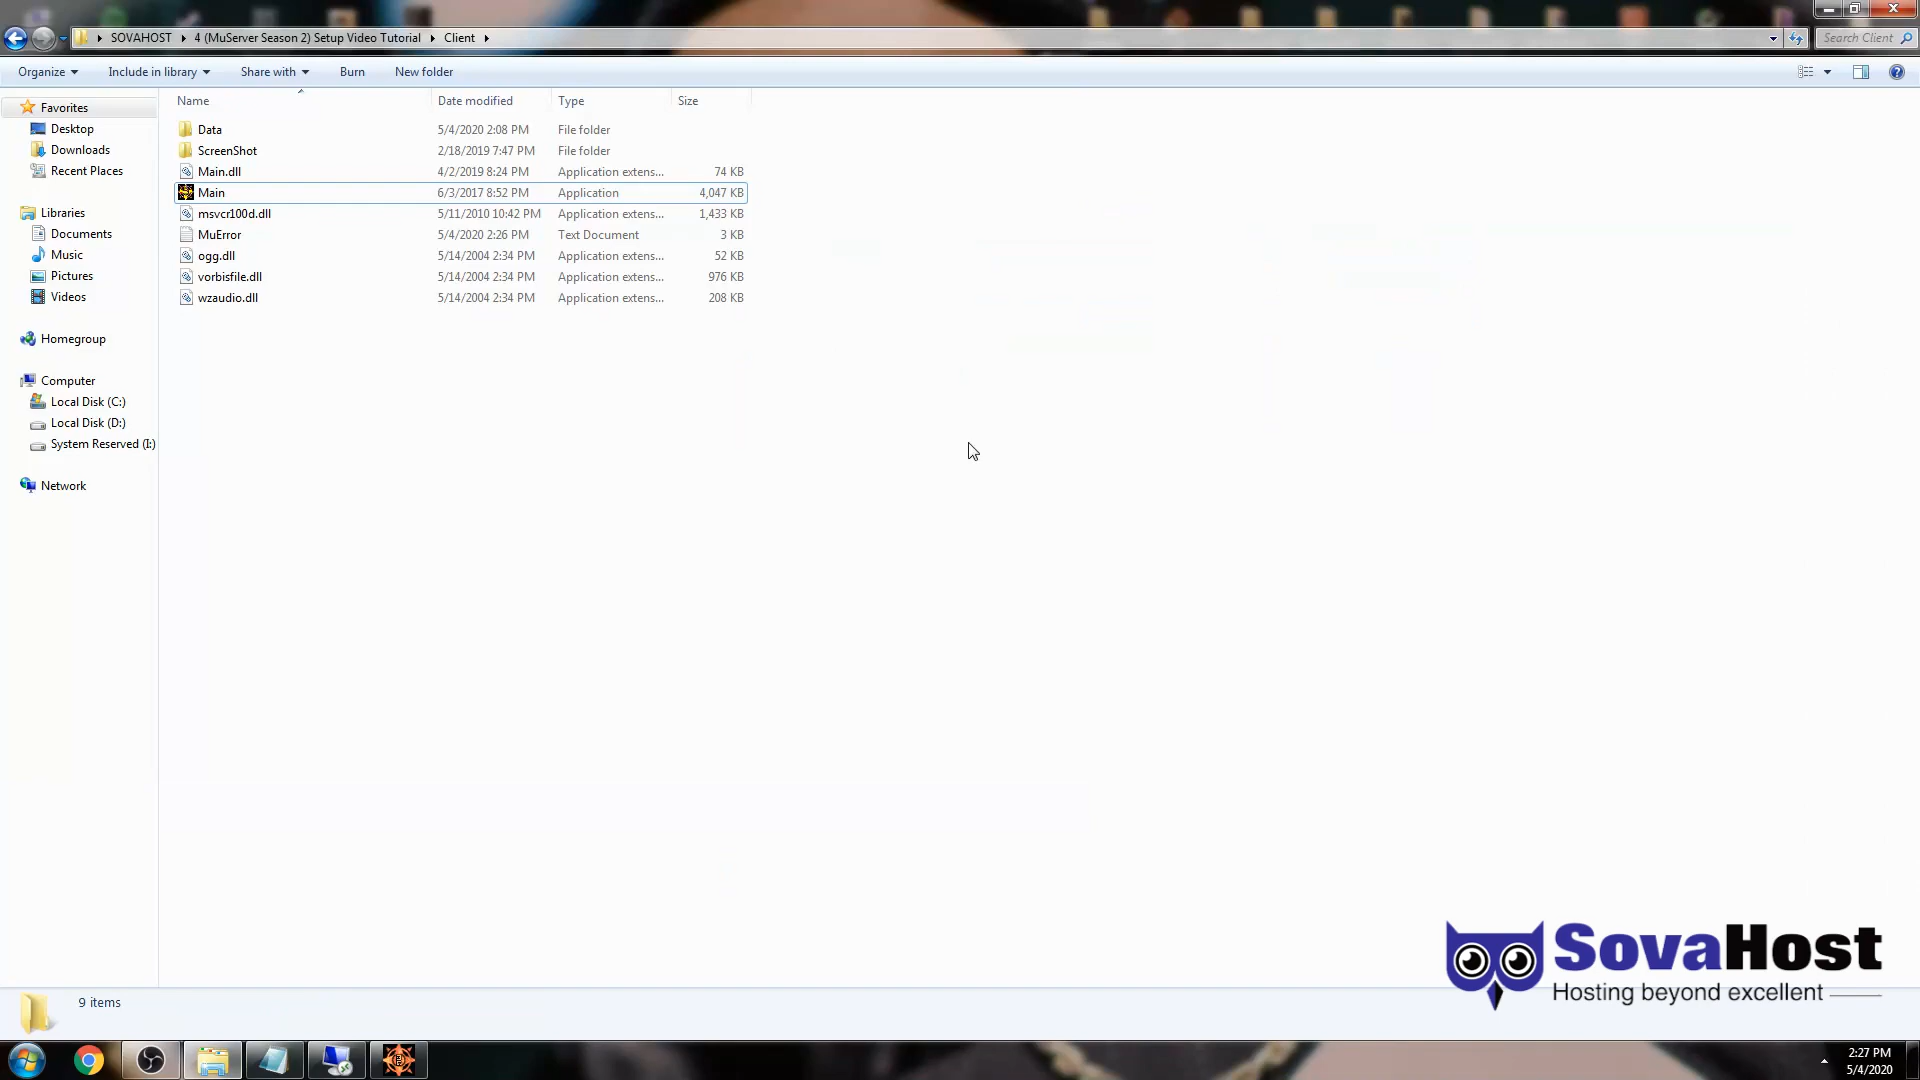 SOVAHOST 4 (MuServer Season 2) Setup Video Tutorial Client Search Client
Organize Include in library Share with Burn New folder
Name Date modified Type Size
Favorites
Desktop
Downloads
Recent Places
Libraries
Documents
Music
Pictures
Videos
Homegroup
Computer
Local Disk (C:)
Local Disk (D:)
System Reserved (I:)
Network
Data 5/4/2020 2:08 PM File folder
ScreenShot 2/18/2019 7:47 PM File folder
Main.dll 4/2/2019 8:24 PM Application extens... 74 KB
Main 6/3/2017 8:52 PM Application 4,047 KB
msvcr100d.dll 5/11/2010 10:42 PM Application extens... 1,433 KB
MuError 5/4/2020 2:26 PM Text Document 3 KB
ogg.dll 5/14/2004 2:34 PM Application extens... 52 KB
vorbisfile.dll 5/14/2004 2:34 PM Application extens... 976 KB
wzaudio.dll 5/14/2004 2:34 PM Application extens... 208 KB
SovaHost
Hosting beyond excellent
9 items
2:27 PM
5/4/2020